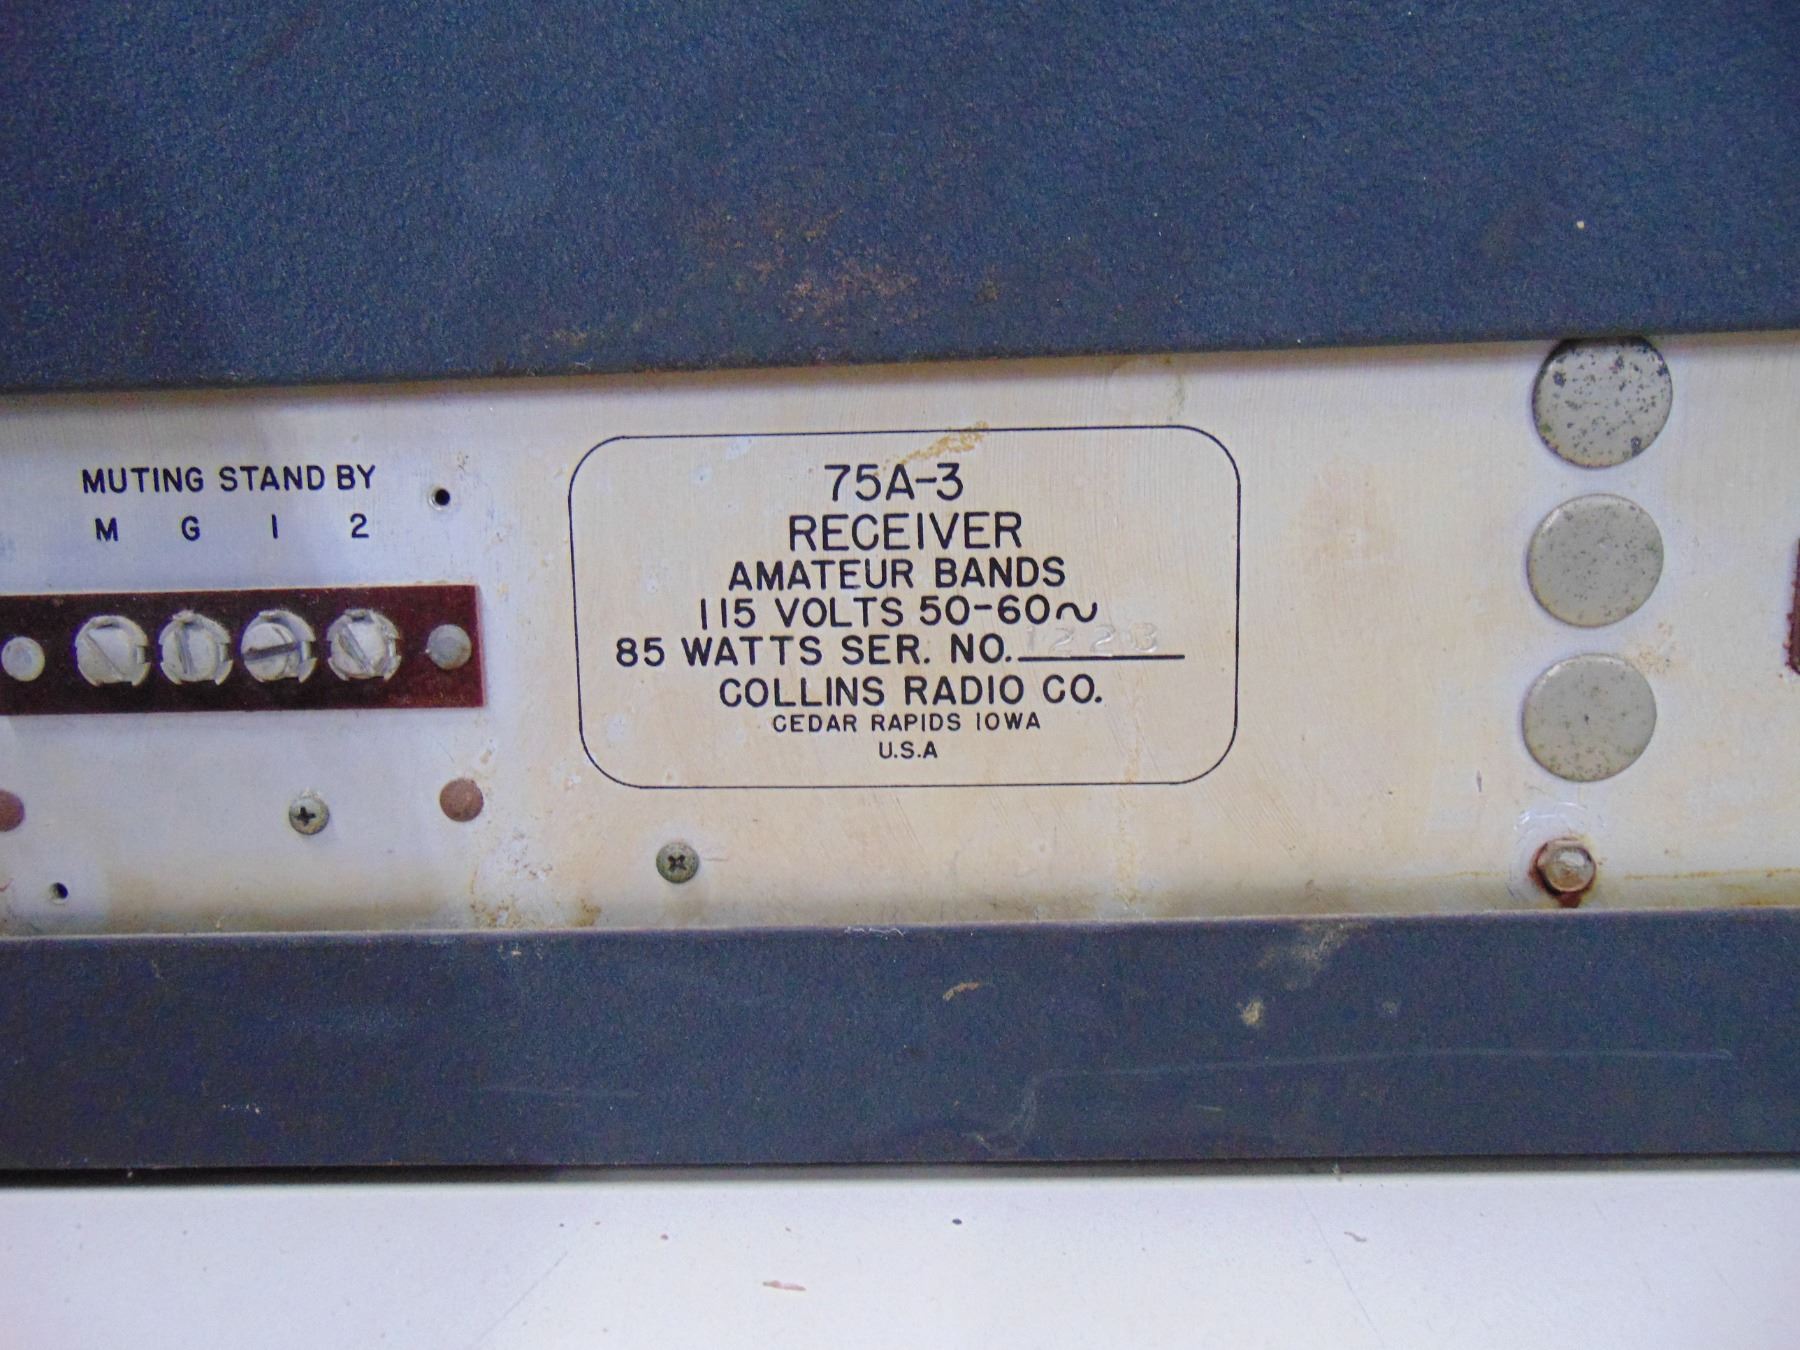 MUTING STAND BY
M G 1 2
75A-3
RECEIVER
AMATEUR BANDS
115 VOLTS 50-60~
85 WATTS SER. NO. 1223
COLLINS RADIO CO.
CEDAR RAPIDS IOWA
U.S.A